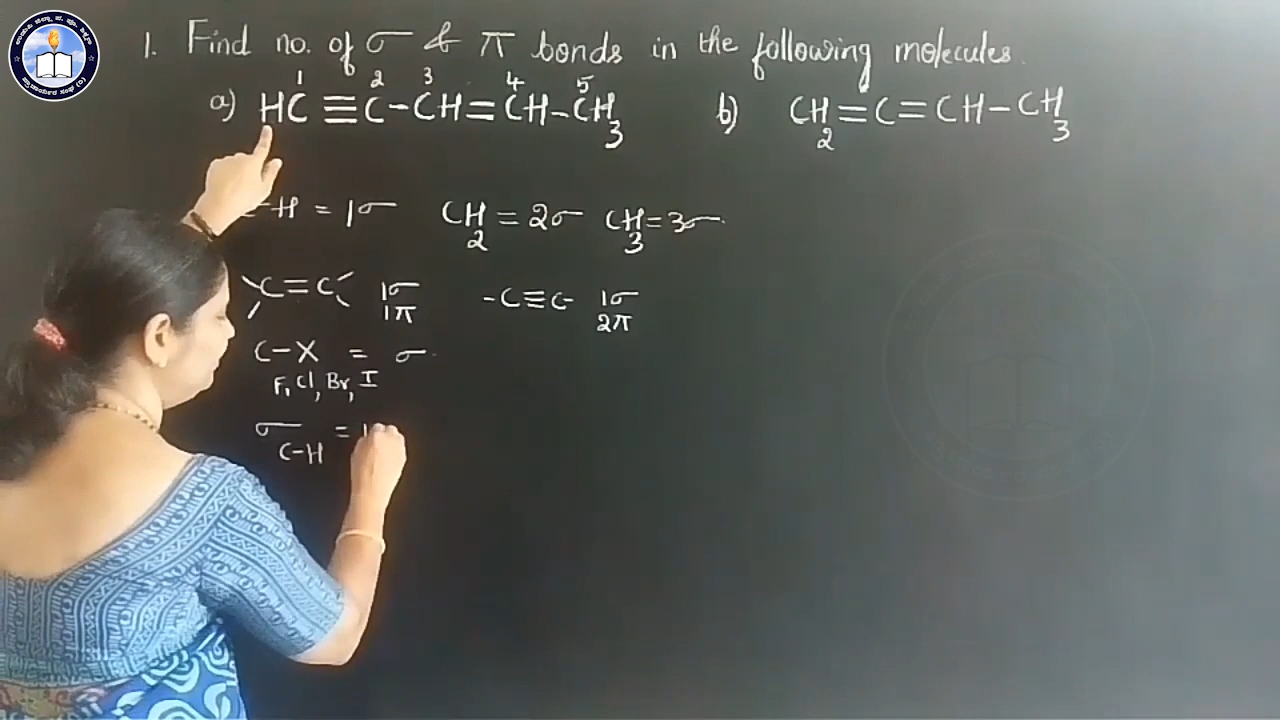 1. Find no. of σ & π bonds in the following molecules.
1 2 3 4 5
a) HC≡C-CH=CH-CH₃ b) CH₂=C=CH-CH₃
-H = 1σ CH₂ = 2σ CH₃ = 3σ
C=C 1σ 1π -C≡C- 1σ 2π
C-X = σ
F, Cl, Br, I
σ C-H = 1